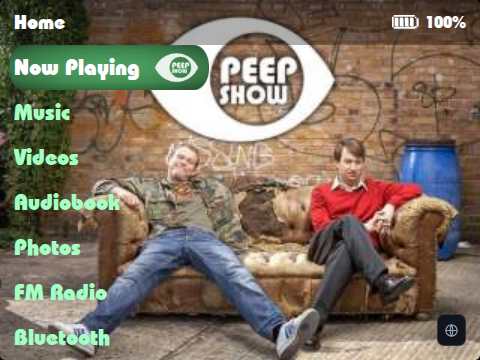 Home
100%
Now Playing
PEEP
SHOW
PEEP
SHOW
Music
Videos
Audiobook
Photos
FM Radio
Bluetooth